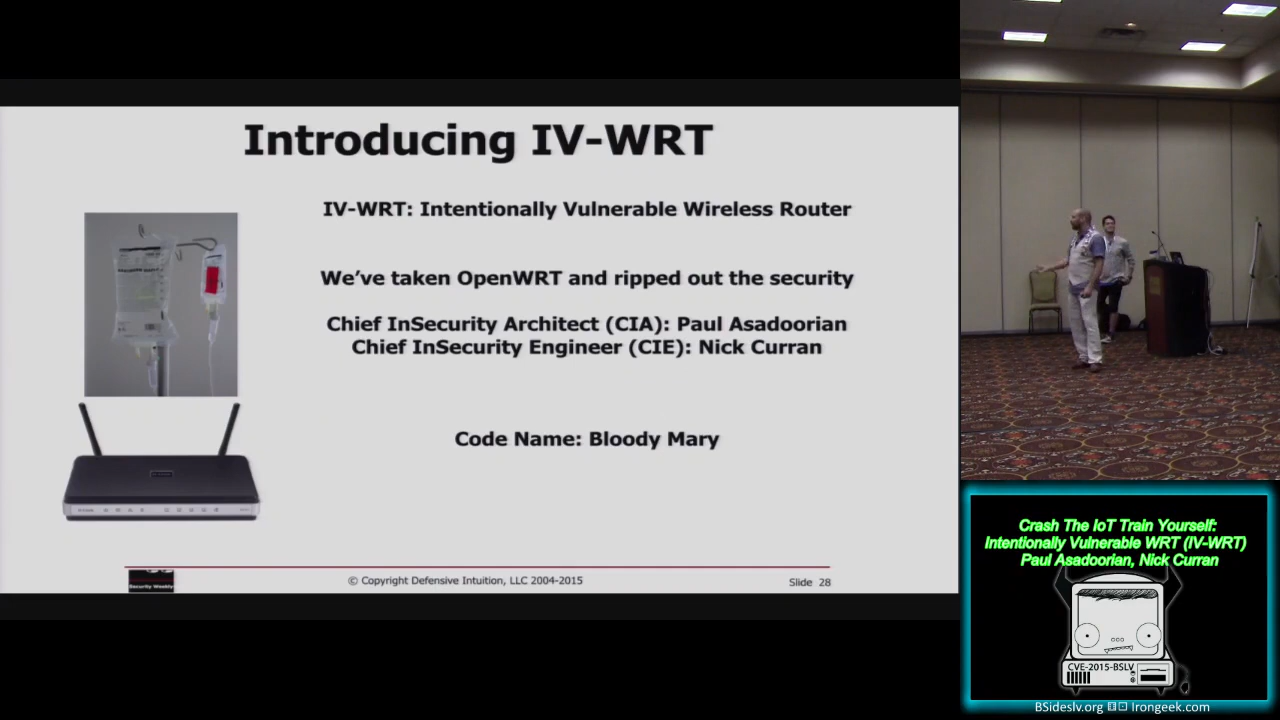 Introducing IV-WRT
IV-WRT: Intentionally Vulnerable Wireless Router
We've taken OpenWRT and ripped out the security
Chief InSecurity Architect (CIA): Paul Asadoorian
Chief InSecurity Engineer (CIE): Nick Curran
Code Name: Bloody Mary
Security Weekly
© Copyright Defensive Intuition, LLC 2004-2015
Slide 28
Crash The IoT Train Yourself:
Intentionally Vulnerable WRT (IV-WRT)
Paul Asadoorian, Nick Curran
CVE-2015-BSLV
BSideslv.org
Irongeek.com